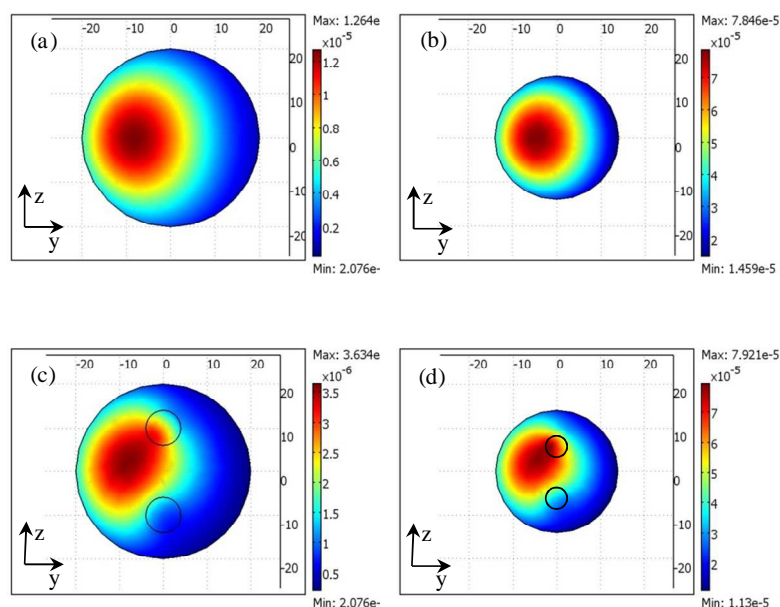 (a)
-20 -10 0 10 20
20
10
0
-10
-20
z
y
Max: 1.264e
x10-5
1.2
1
0.8
0.6
0.4
0.2
Min: 2.076e-
(b)
-20 -10 0 10 20
20
10
0
-10
-20
z
y
Max: 7.846e-5
x10-5
7
6
5
4
3
2
Min: 1.459e-5
(c)
-20 -10 0 10 20
20
10
0
-10
-20
z
y
Max: 3.634e
x10-6
3.5
3
2.5
2
1.5
1
0.5
Min: 2.076e-
(d)
-20 -10 0 10 20
20
10
0
-10
-20
z
y
Max: 7.921e-5
x10-5
7
6
5
4
3
2
Min: 1.13e-5